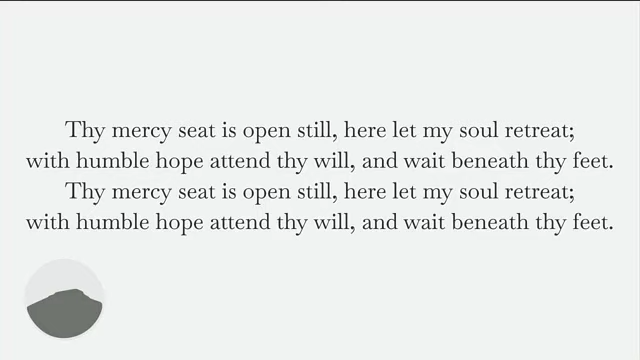 Thy mercy seat is open still, here let my soul retreat;
with humble hope attend thy will, and wait beneath thy feet.
Thy mercy seat is open still, here let my soul retreat;
with humble hope attend thy will, and wait beneath thy feet.